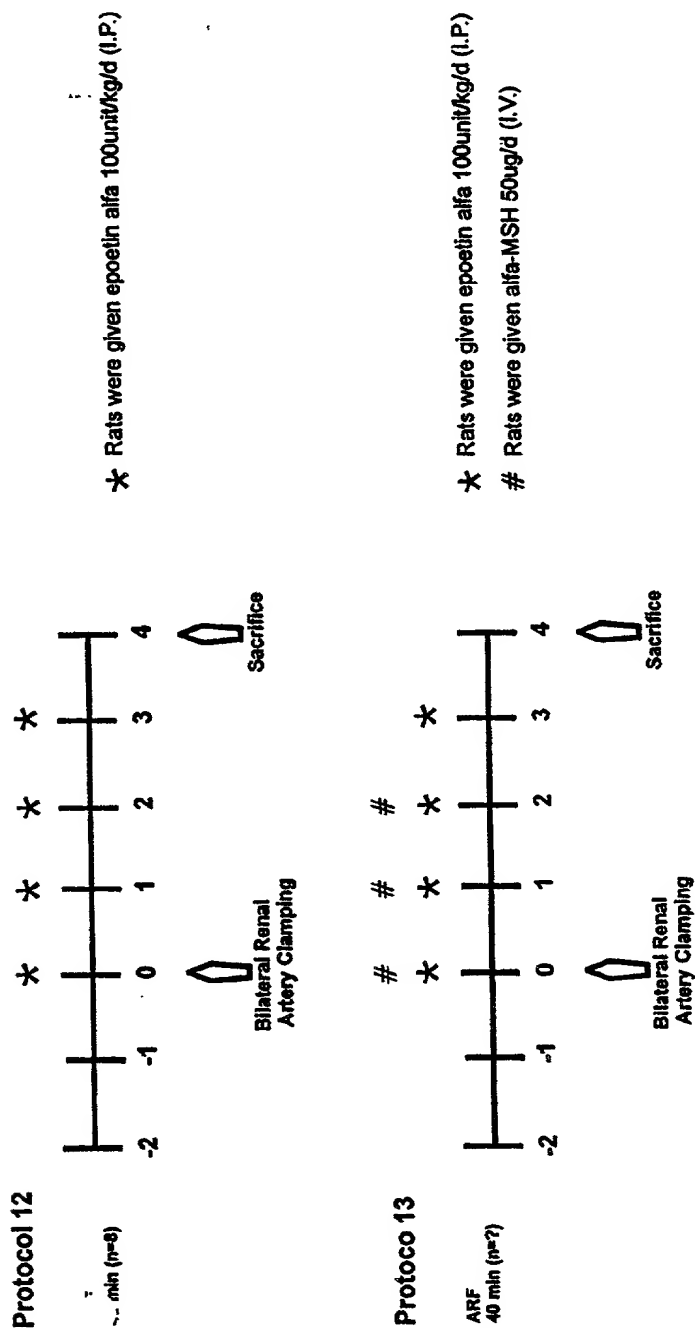 Protocol 12
min (n=8)
* * * *
-2 -1 0 1 2 3 4
Bilateral Renal
Artery Clamping
Sacrifice
* Rats were given epoetin alfa 100unit/kg/d (I.P.)
Protoco 13
ARF
40 min (n=?)
# # #
* * * *
-2 -1 0 1 2 3 4
Bilateral Renal
Artery Clamping
Sacrifice
* Rats were given epoetin alfa 100unit/kg/d (I.P.)
# Rats were given alfa-MSH 50ug/d (I.V.)